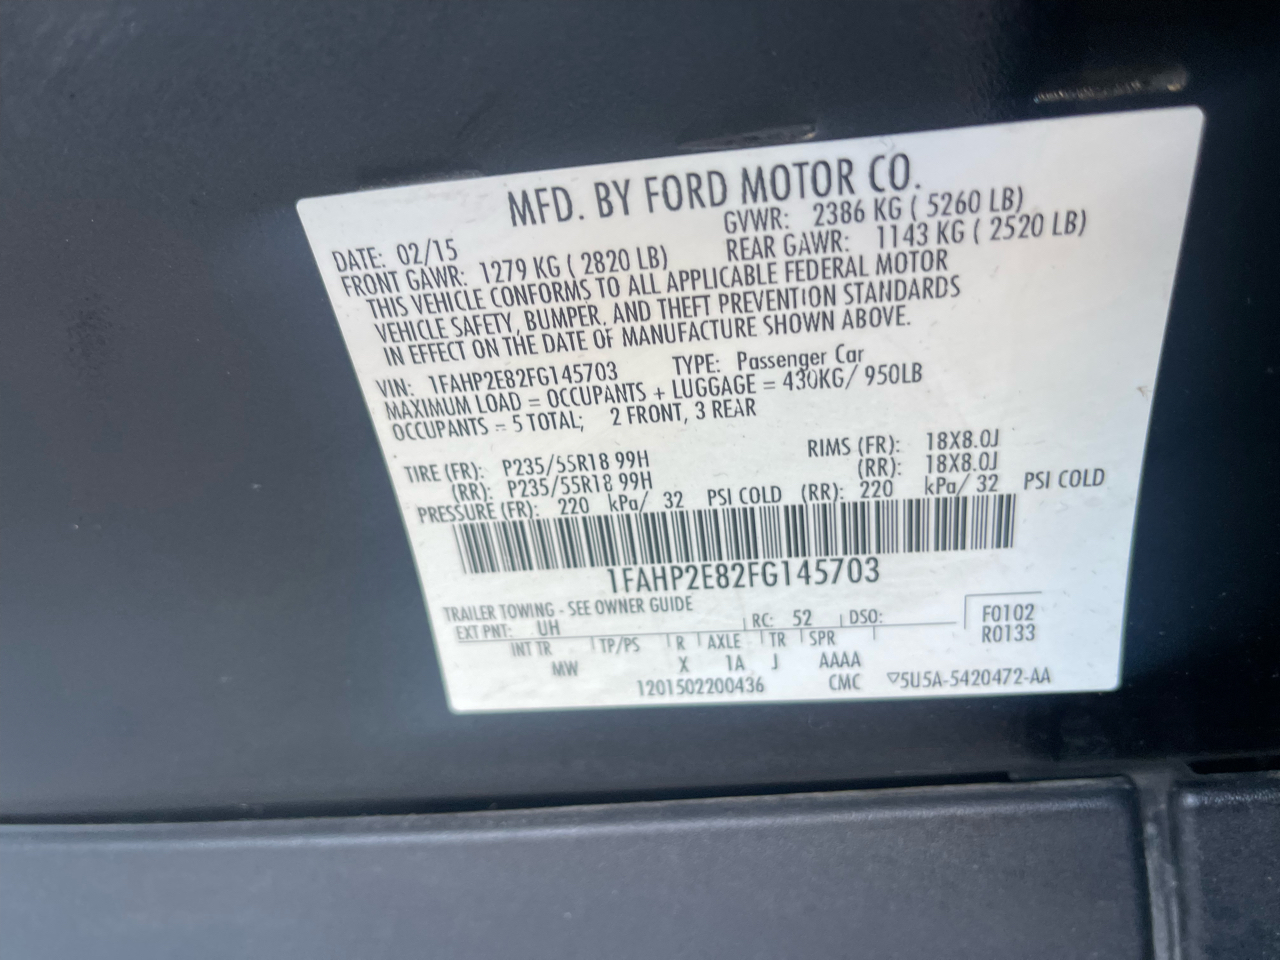 MFD. BY FORD MOTOR CO.
DATE: 02/15 GVWR: 2386 KG ( 5260 LB)
FRONT GAWR: 1279 KG ( 2820 LB) REAR GAWR: 1143 KG ( 2520 LB)
THIS VEHICLE CONFORMS TO ALL APPLICABLE FEDERAL MOTOR
VEHICLE SAFETY, BUMPER, AND THEFT PREVENTION STANDARDS
IN EFFECT ON THE DATE OF MANUFACTURE SHOWN ABOVE.
VIN: 1FAHP2E82FG145703 TYPE: Passenger Car
MAXIMUM LOAD = OCCUPANTS + LUGGAGE = 430KG/ 950LB
OCCUPANTS = 5 TOTAL; 2 FRONT, 3 REAR
TIRE (FR): P235/55R18 99H RIMS (FR): 18X8.0J
(RR): P235/55R18 99H (RR): 18X8.0J
PRESSURE (FR): 220 kPa/ 32 PSI COLD (RR): 220 kPa/ 32 PSI COLD
1FAHP2E82FG145703
TRAILER TOWING - SEE OWNER GUIDE
EXT PNT: UH RC: 52 DSO: F0102
R0133
INT TR TP/PS R AXLE TR SPR
MW X 1A J AAAA
1201502200436 CMC ▽5U5A-5420472-AA